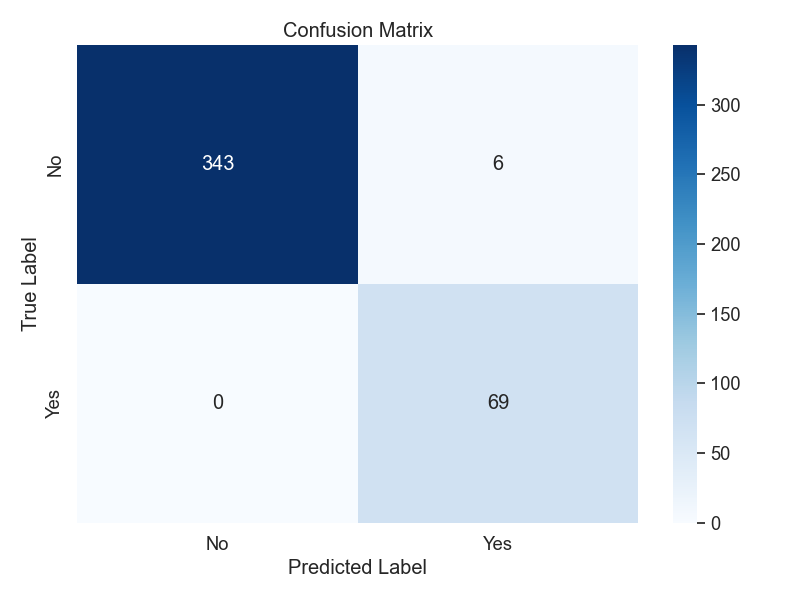 Confusion Matrix
True Label
No
Yes
343
6
0
69
No
Yes
Predicted Label
300
250
200
150
100
50
0